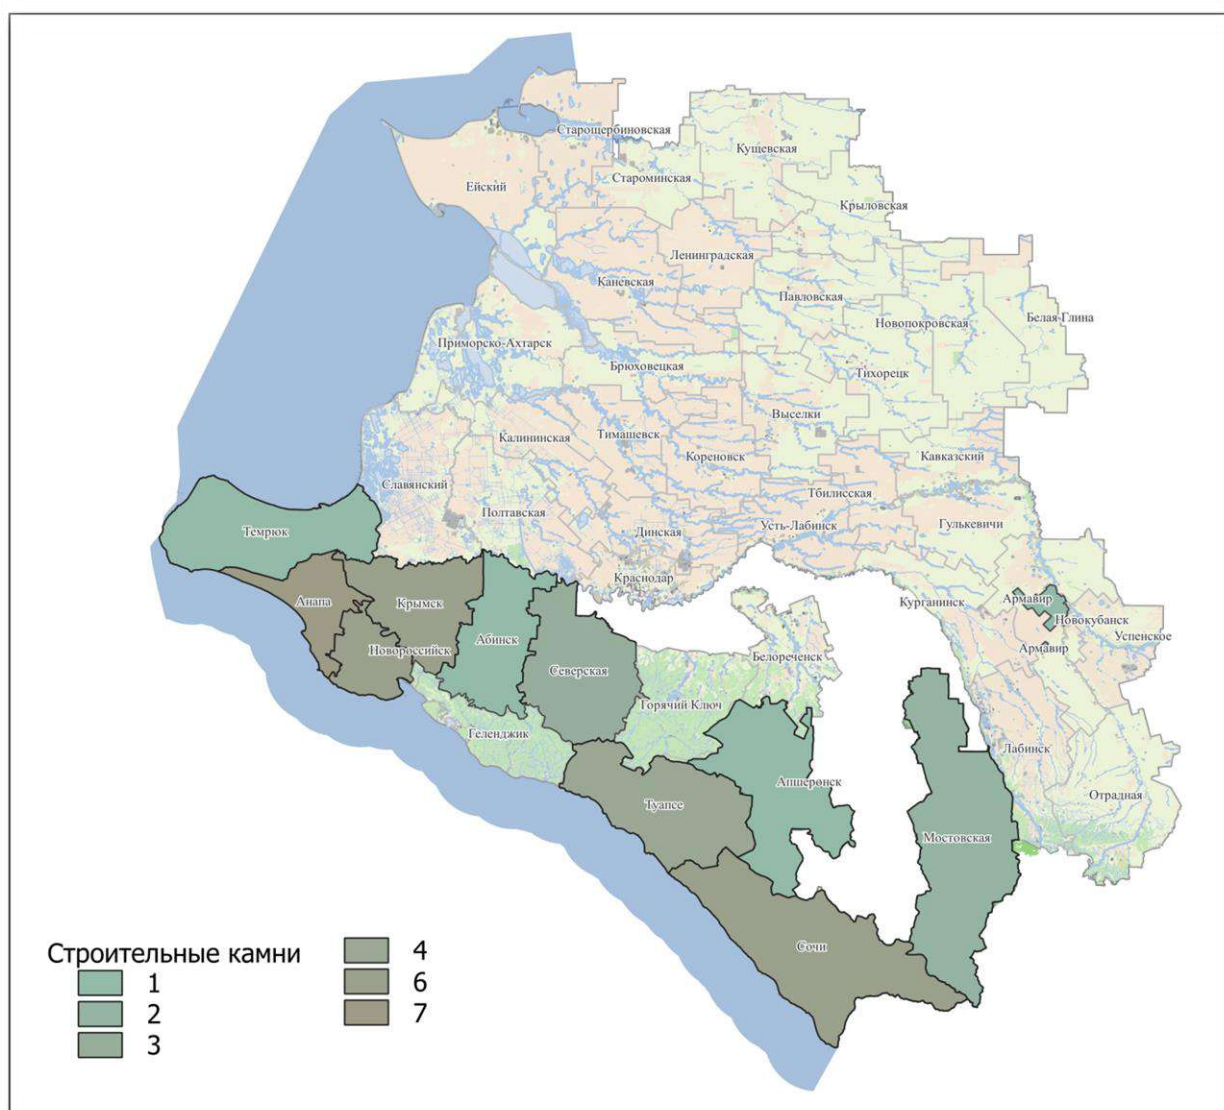 Старощербиновская
Кущевская
Староминская
Ейский
Крыловская
Ленинградская
Каневская
Павловская
Белая Глина
Новопокровская
Приморско-Ахтарск
Брюховецкая
Тихорецк
Выселки
Калининская
Тимашевск
Кореновск
Кавказский
Славянский
Тбилисская
Полтавская
Гулькевичи
Усть-Лабинск
Динская
Темрюк
Краснодар
Анапа
Крымск
Курганинск
Армавир
Новокубанск
Успенское
Абинск
Новороссийск
Армавир
Северская
Белореченск
Горячий Ключ
Геленджик
Лабинск
Апшеронск
Отрадная
Туапсе
Мостовская
Сочи
Строительные камни
1
2
3
4
6
7